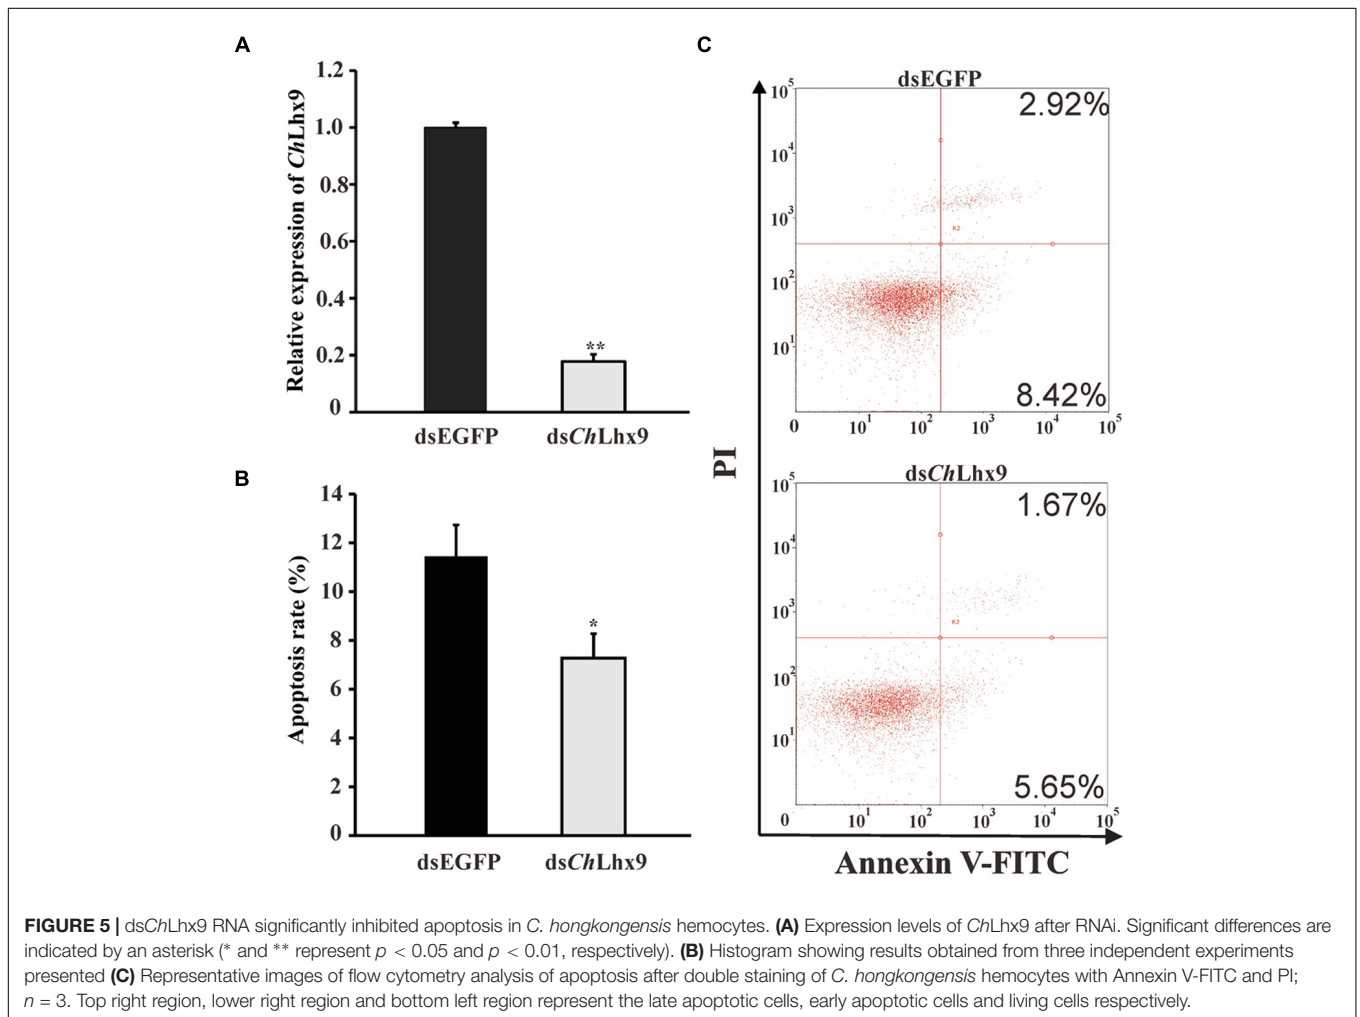 A
Relative expression of ChLhx9
1.2
1.0
0.8
0.6
0.4
0.2
0
**
dsEGFP dsChLhx9
B
Apoptosis rate (%)
14
12
10
8
6
4
2
0
*
dsEGFP dsChLhx9
C
PI
dsEGFP
2.92%
10^5
10^4
10^3
10^2
10^1
R2
8.42%
0 10^1 10^2 10^3 10^4 10^5
dsChLhx9
1.67%
10^5
10^4
10^3
10^2
10^1
R2
5.65%
0 10^1 10^2 10^3 10^4 10^5
Annexin V-FITC
FIGURE 5 | dsChLhx9 RNA significantly inhibited apoptosis in C. hongkongensis hemocytes. (A) Expression levels of ChLhx9 after RNAi. Significant differences are
indicated by an asterisk (* and ** represent p < 0.05 and p < 0.01, respectively). (B) Histogram showing results obtained from three independent experiments
presented (C) Representative images of flow cytometry analysis of apoptosis after double staining of C. hongkongensis hemocytes with Annexin V-FITC and PI;
n = 3. Top right region, lower right region and bottom left region represent the late apoptotic cells, early apoptotic cells and living cells respectively.